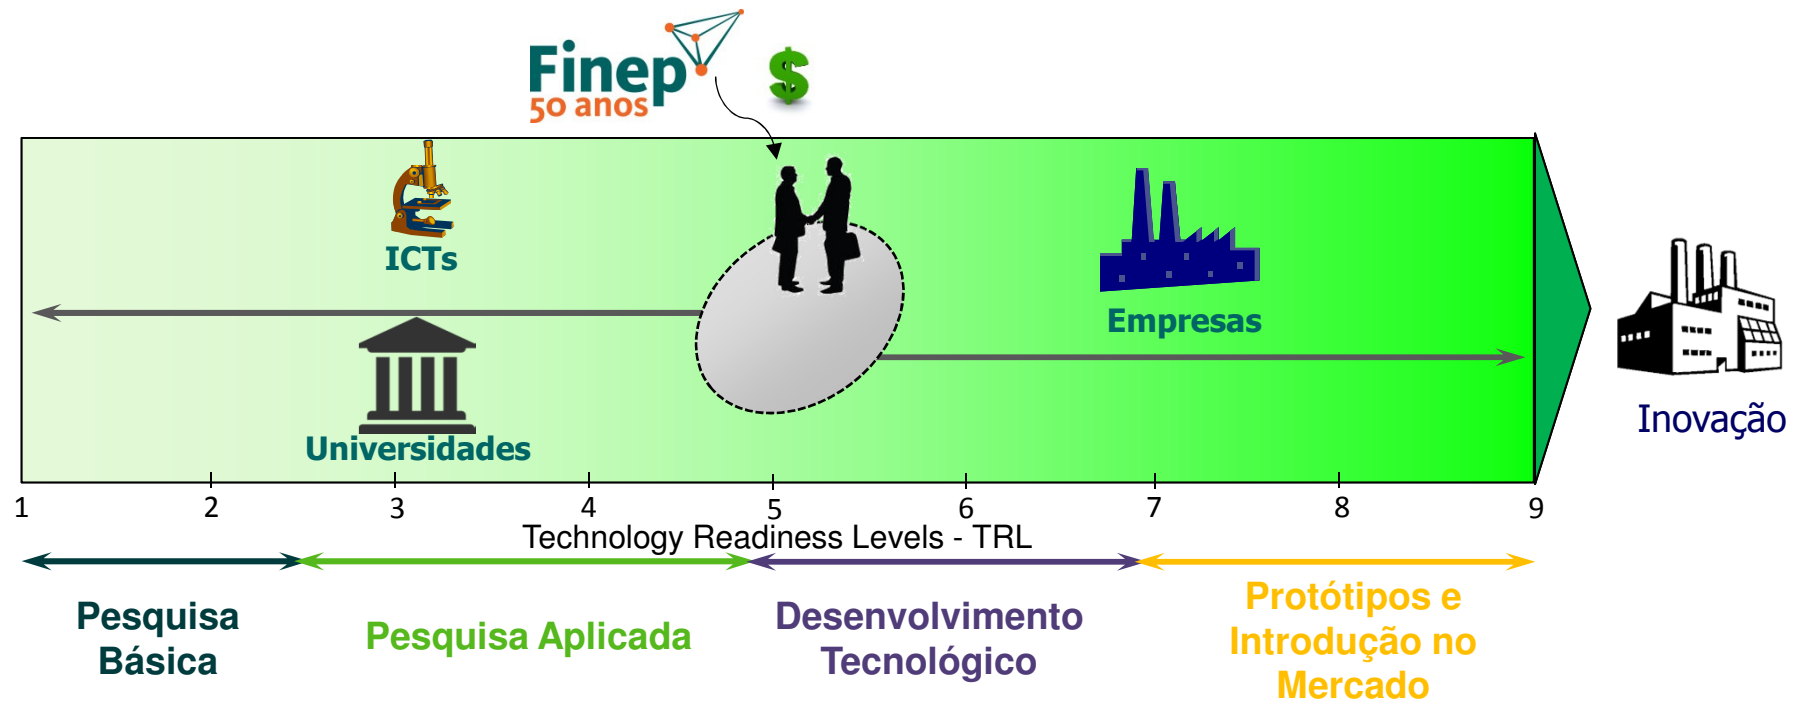 Finep
50 anos
$
ICTs
Empresas
Universidades
Inovação
1 2 3 4 5 6 7 8 9
Technology Readiness Levels - TRL
Pesquisa
Básica
Pesquisa Aplicada
Desenvolvimento
Tecnológico
Protótipos e
Introdução no
Mercado